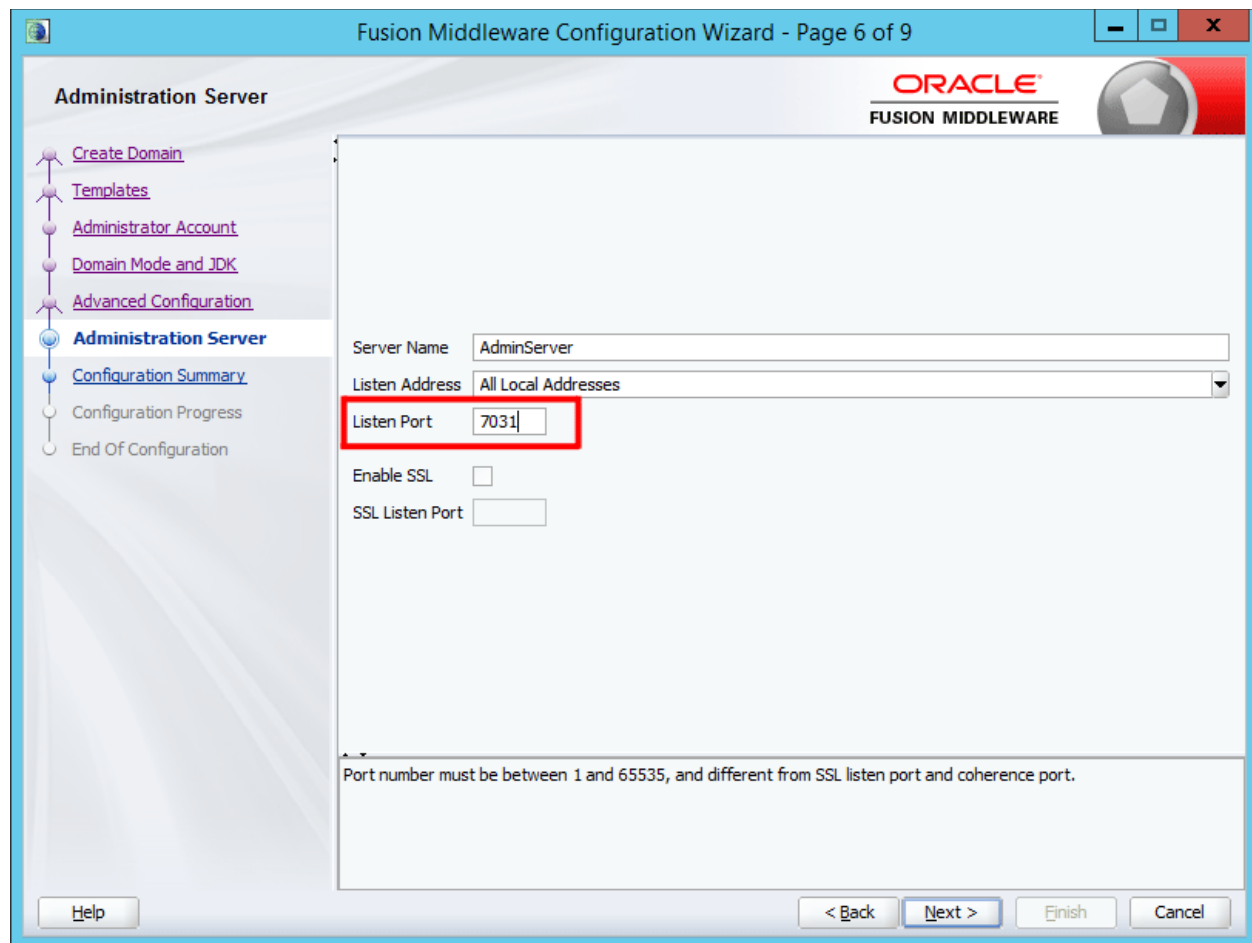 Fusion Middleware Configuration Wizard - Page 6 of 9
Administration Server
ORACLE
FUSION MIDDLEWARE
Create Domain
Templates
Administrator Account
Domain Mode and JDK
Advanced Configuration
Administration Server
Configuration Summary
Configuration Progress
End Of Configuration
Server Name AdminServer
Listen Address All Local Addresses
Listen Port 7031
Enable SSL
SSL Listen Port
Port number must be between 1 and 65535, and different from SSL listen port and coherence port.
Help < Back Next > Finish Cancel